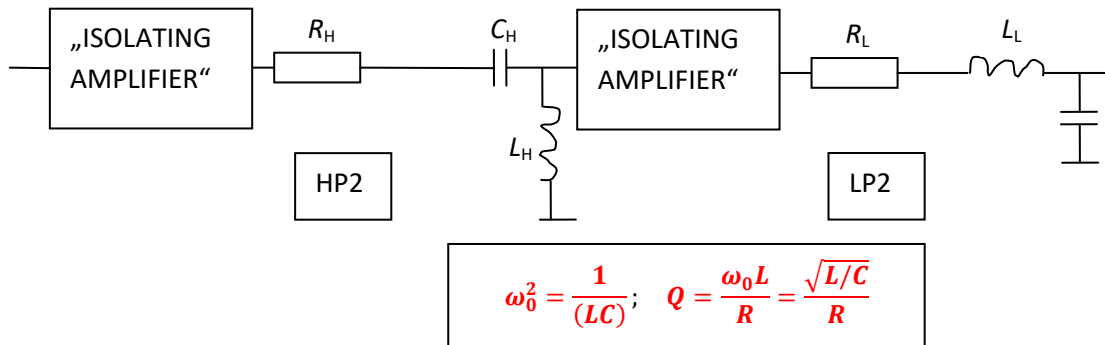 „ISOLATING
AMPLIFIER“
R_H
C_H
L_H
„ISOLATING
AMPLIFIER“
R_L
L_L
HP2
LP2
ω₀² = 1/(LC); Q = ω₀L/R = √(L/C)/R